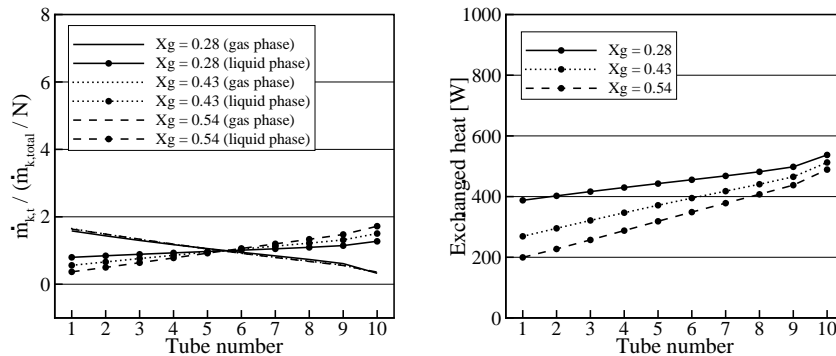 8
6
4
2
0
ṁk,t / (ṁk,total / N)
Xg = 0.28 (gas phase)
Xg = 0.28 (liquid phase)
Xg = 0.43 (gas phase)
Xg = 0.43 (liquid phase)
Xg = 0.54 (gas phase)
Xg = 0.54 (liquid phase)
1 2 3 4 5 6 7 8 9 10
Tube number
1000
800
600
400
200
0
Exchanged heat [W]
Xg = 0.28
Xg = 0.43
Xg = 0.54
1 2 3 4 5 6 7 8 9 10
Tube number